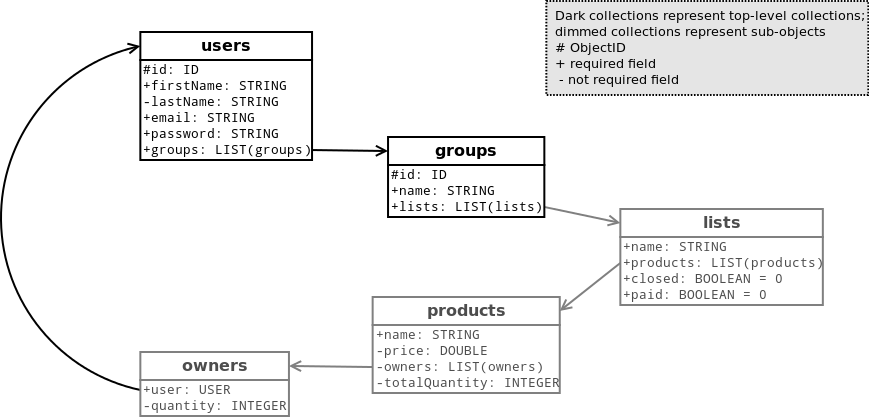 Dark collections represent top-level collections;
dimmed collections represent sub-objects
# ObjectID
+ required field
- not required field
users
#id: ID
+firstName: STRING
-lastName: STRING
+email: STRING
+password: STRING
+groups: LIST(groups)
groups
#id: ID
+name: STRING
+lists: LIST(lists)
lists
+name: STRING
+products: LIST(products)
+closed: BOOLEAN = 0
+paid: BOOLEAN = 0
products
+name: STRING
-price: DOUBLE
-owners: LIST(owners)
-totalQuantity: INTEGER
owners
+user: USER
-quantity: INTEGER